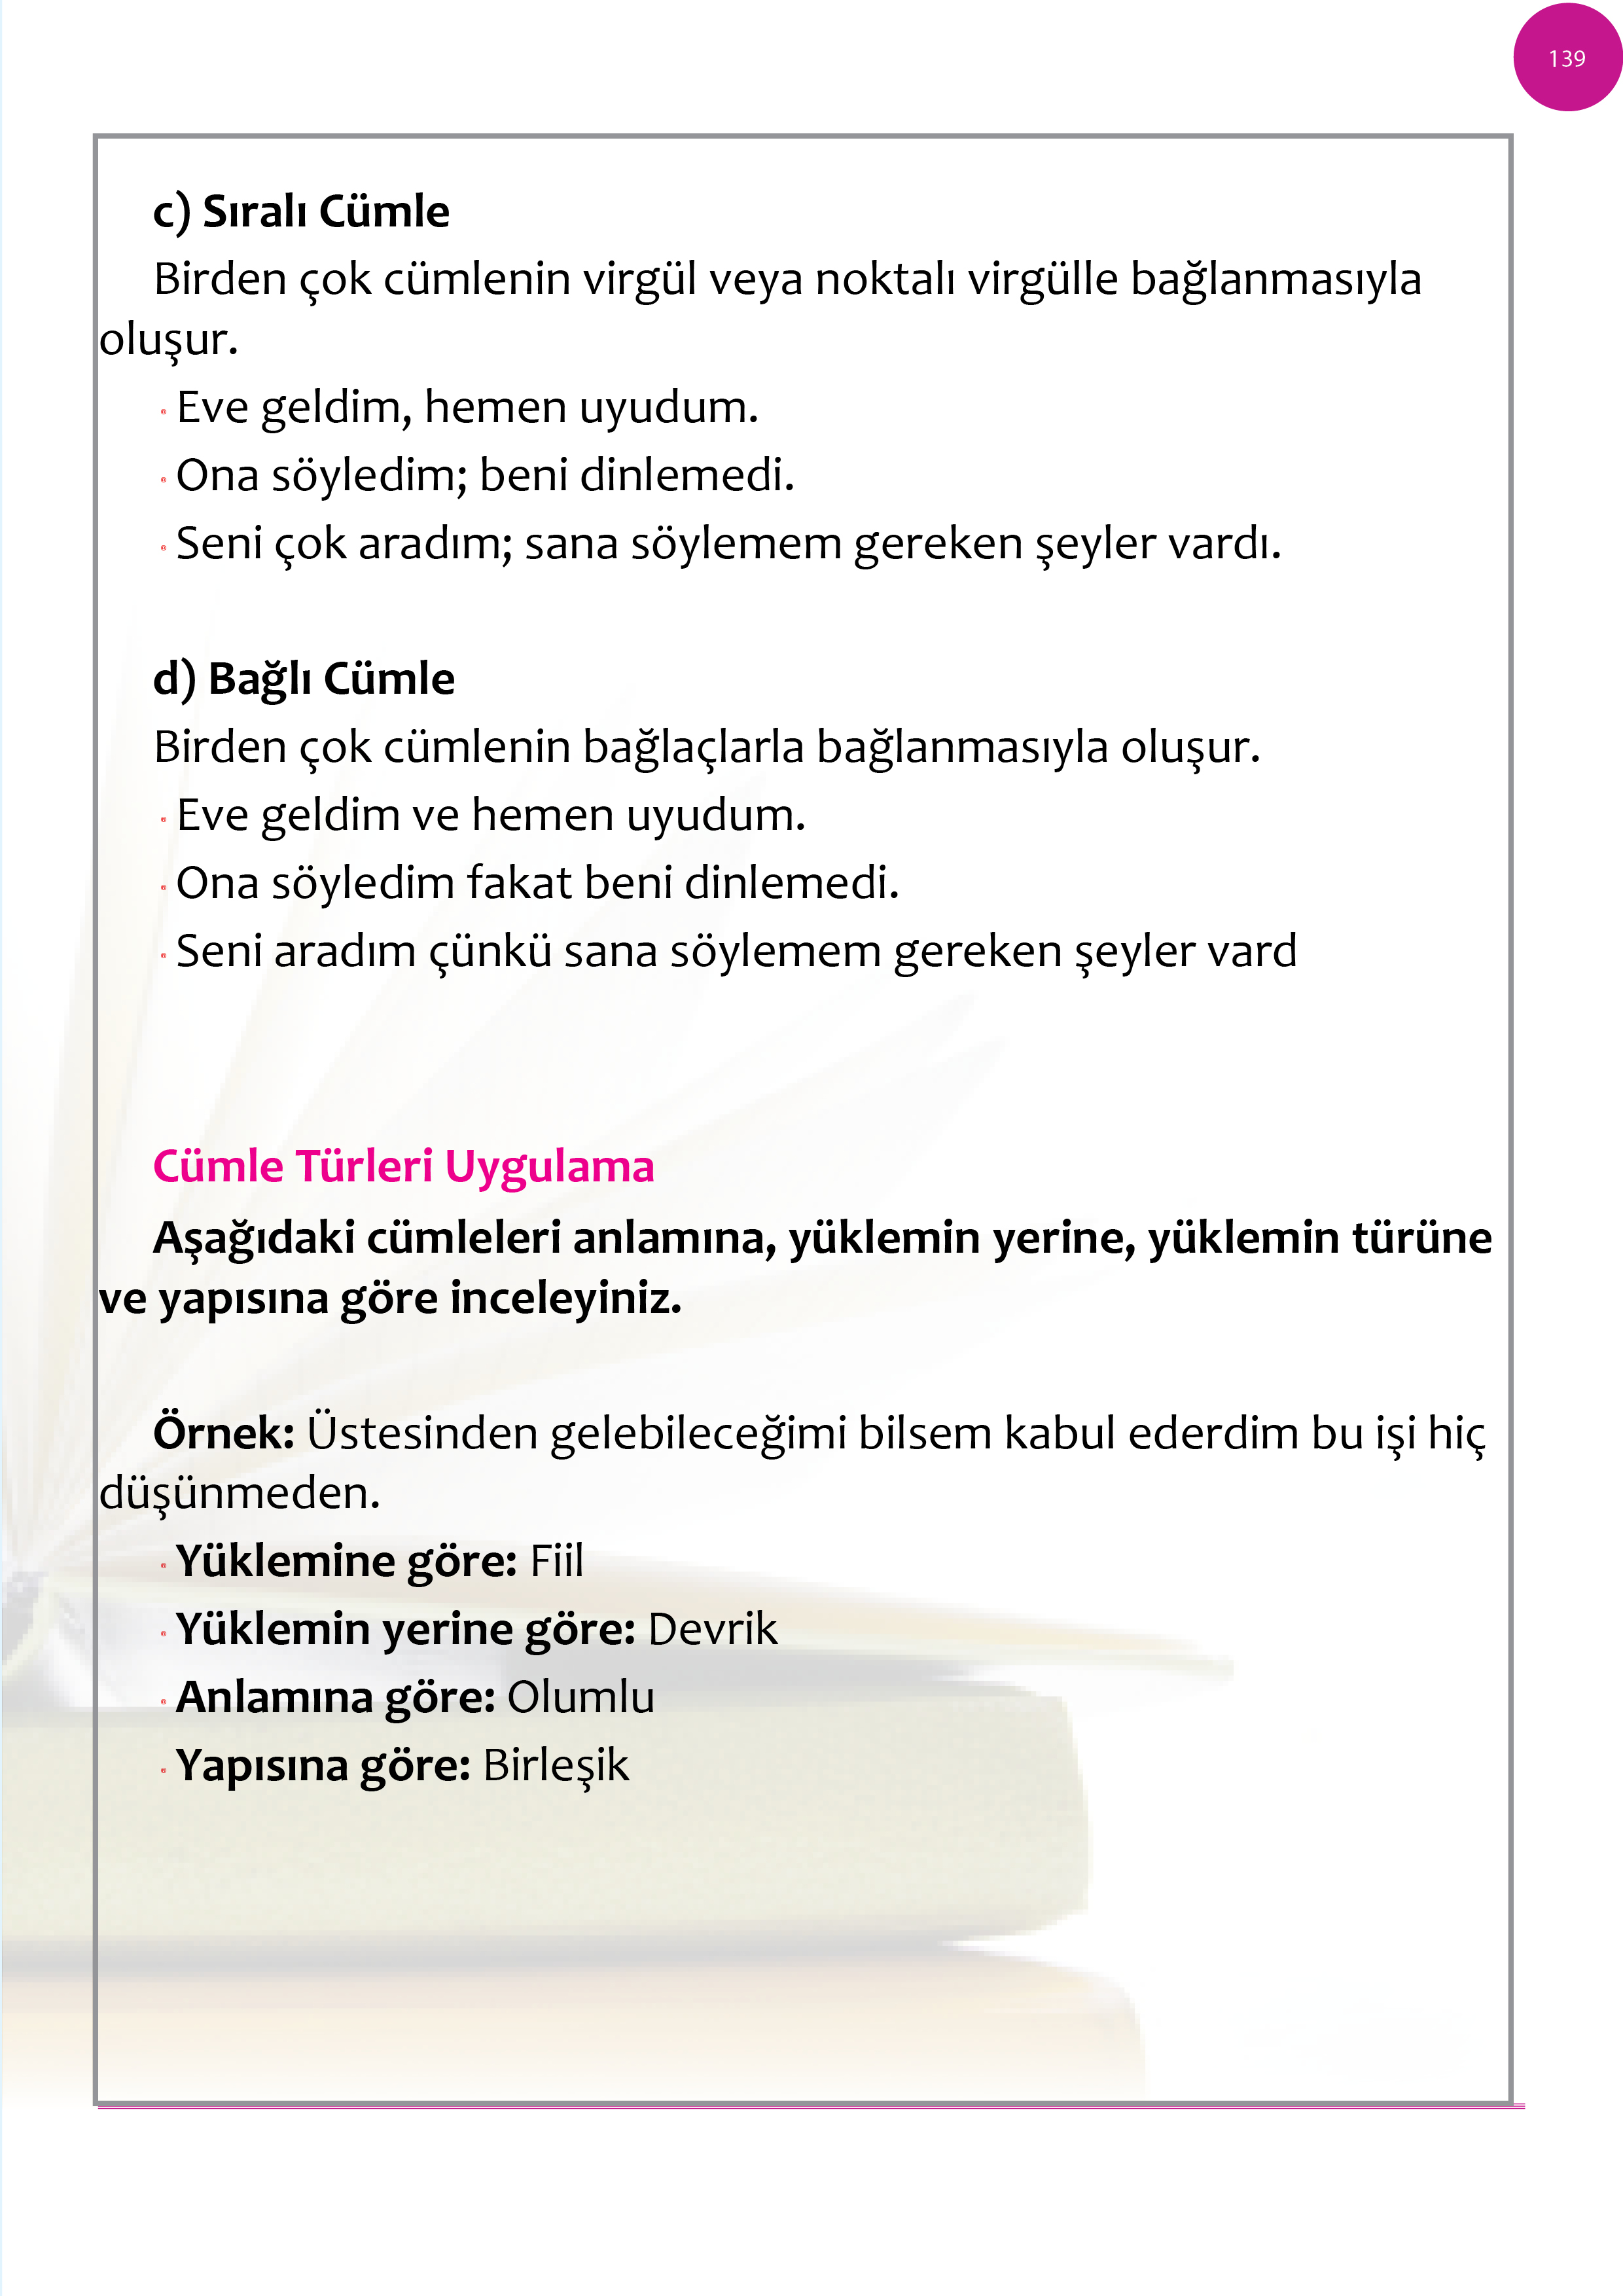 139
c) Sıralı Cümle
Birden çok cümlenin virgül veya noktalı virgülle bağlanmasıyla
oluşur.
• Eve geldim, hemen uyudum.
• Ona söyledim; beni dinlemedi.
• Seni çok aradım; sana söylemem gereken şeyler vardı.
d) Bağlı Cümle
Birden çok cümlenin bağlaçlarla bağlanmasıyla oluşur.
• Eve geldim ve hemen uyudum.
• Ona söyledim fakat beni dinlemedi.
• Seni aradım çünkü sana söylemem gereken şeyler vard
Cümle Türleri Uygulama
Aşağıdaki cümleleri anlamına, yüklemin yerine, yüklemin türüne
ve yapısına göre inceleyiniz.
Örnek: Üstesinden gelebileceğimi bilsem kabul ederdim bu işi hiç
düşünmeden.
• Yüklemine göre: Fiil
• Yüklemin yerine göre: Devrik
• Anlamına göre: Olumlu
• Yapısına göre: Birleşik